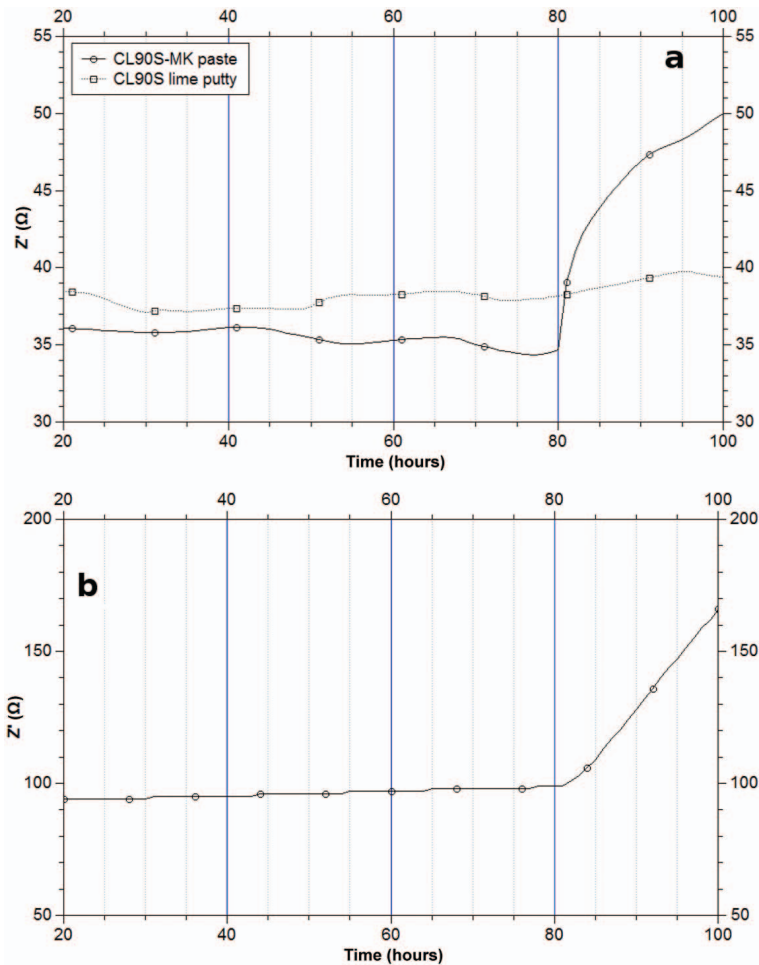 20 40 60 80 100
55 55
a
CL90S-MK paste
CL90S lime putty
50 50
45 45
Z' (Ω)
40 40
35 35
30 30
20 40 60 80 100
Time (hours)
20 40 60 80 100
200 200
b
150 150
Z' (Ω)
100 100
50 50
20 40 60 80 100
Time (hours)